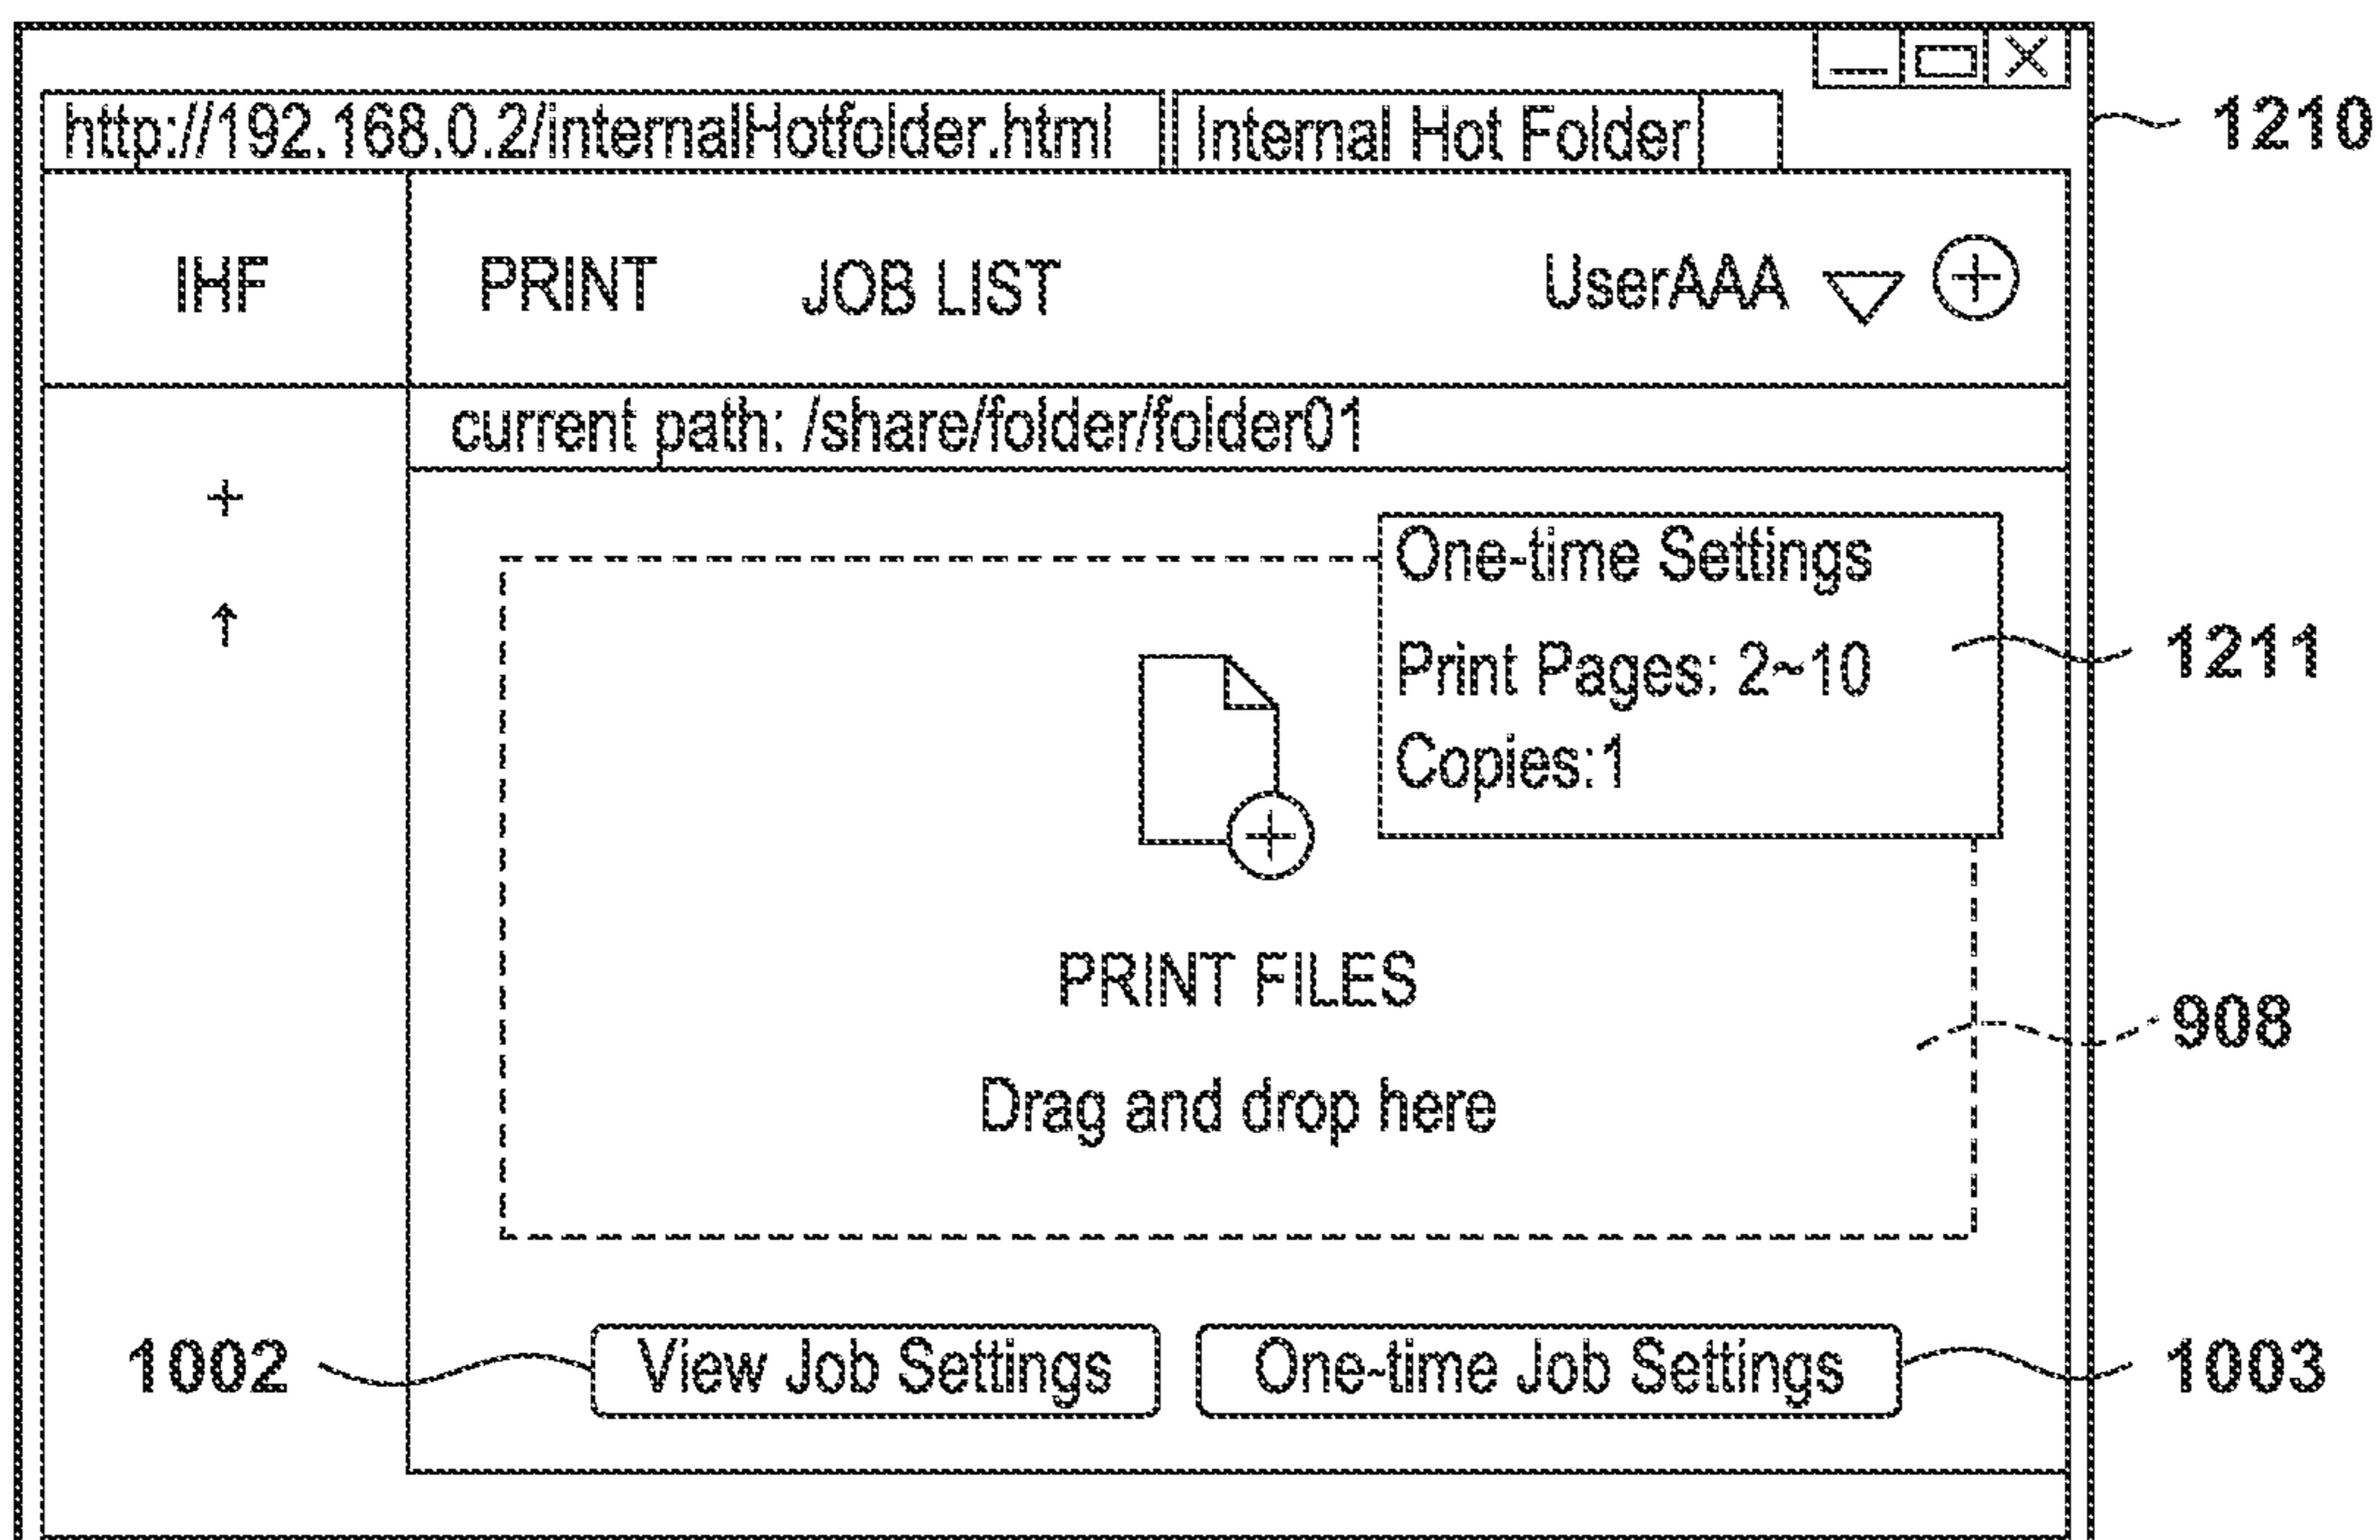 http://192.168.0.2/internalHotfolder.html Internal Hot Folder
1210
IHF PRINT JOB LIST UserAAA
current path: /share/folder/folder01
One-time Settings
Print Pages: 2~10
Copies:1
1211
PRINT FILES
908
Drag and drop here
1002 View Job Settings One-time Job Settings 1003